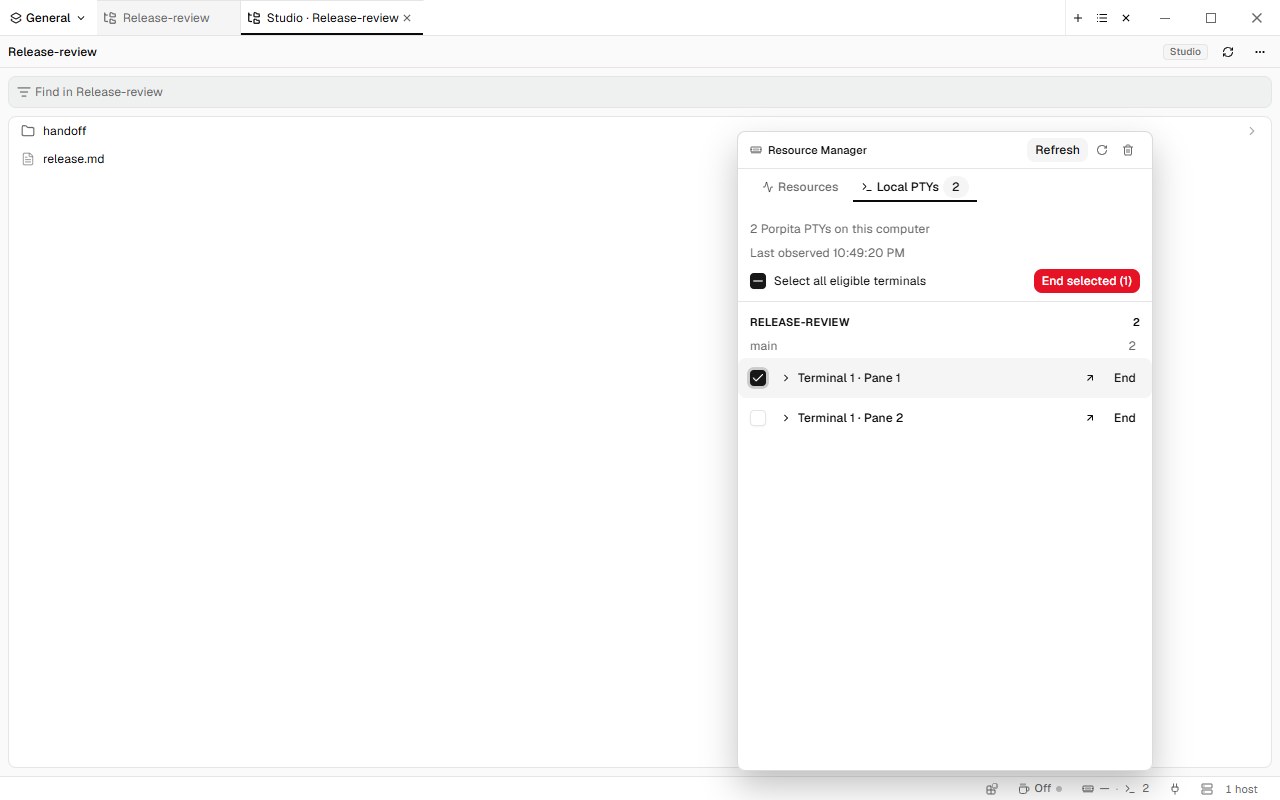 General
Release-review
Studio · Release-review
Release-review
Studio
Find in Release-review
handoff
release.md
Resource Manager
Refresh
Resources
Local PTYs 2
2 Porpita PTYs on this computer
Last observed 10:49:20 PM
Select all eligible terminals
End selected (1)
RELEASE-REVIEW 2
main 2
Terminal 1 · Pane 1 End
Terminal 1 · Pane 2 End
Off
— · 2
1 host